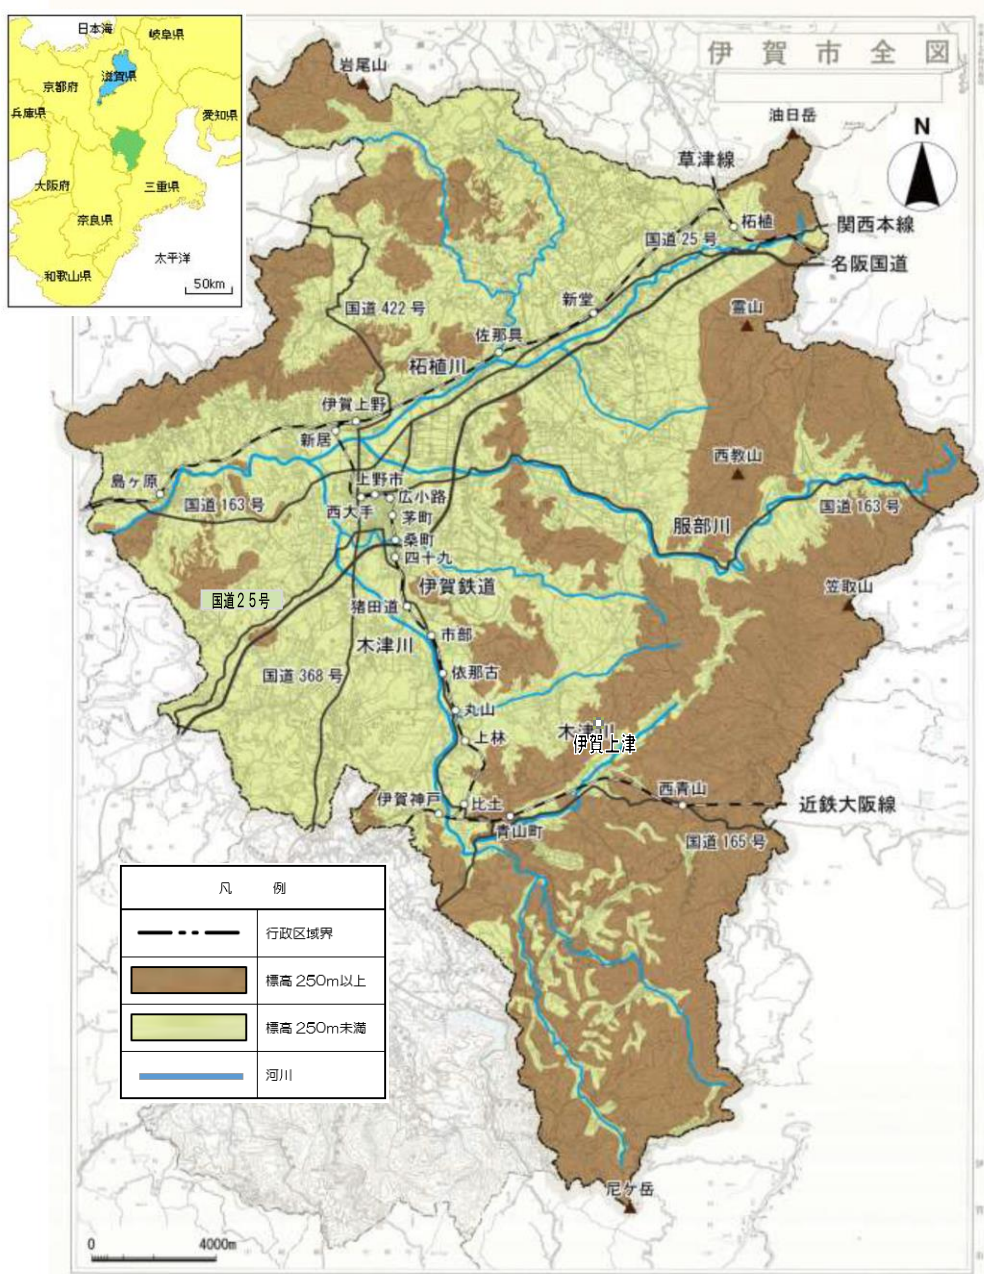 伊賀市全図
日本海
岐阜県
滋賀県
京都府
兵庫県
愛知県
大阪府
三重県
奈良県
太平洋
和歌山県
50km
岩尾山
油日岳
N
草津線
柘植
関西本線
国道25号
名阪国道
国道422号
新堂
霊山
佐那具
柘植川
伊賀上野
新居
島ヶ原
上野市
西教山
国道163号
広小路
西大手
茅町
服部川
国道163号
桑町
四十九
伊賀鉄道
笠取山
国道25号
猪田道
木津川
市部
国道368号
依那古
丸山
上林
木津川
伊賀上津
伊賀神戸
比土
西青山
近鉄大阪線
青山町
国道165号
凡 例
行政区域界
標高250m以上
標高250m未満
河川
尼ケ岳
0 4000m